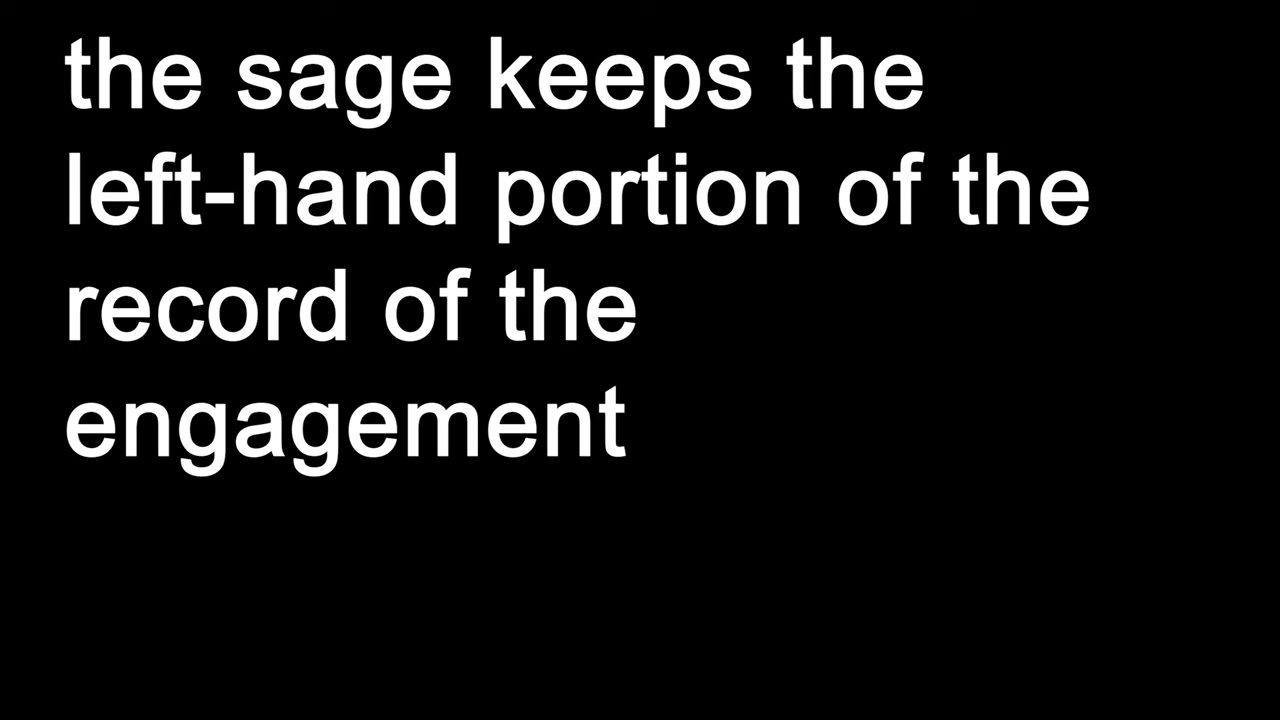 the sage keeps the
left-hand portion of the
record of the
engagement